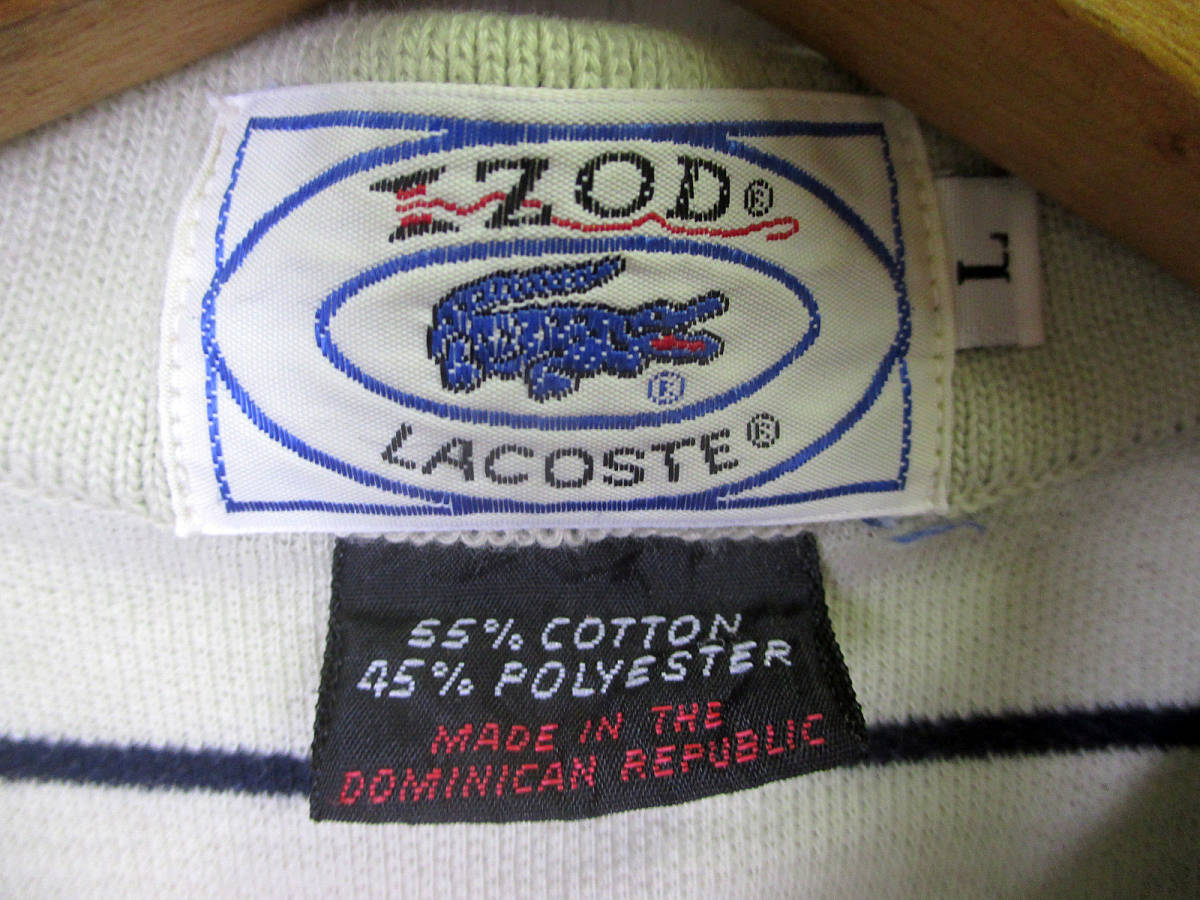 IZOD®
®
LACOSTE®
L
55% COTTON
45% POLYESTER
MADE IN THE
DOMINICAN REPUBLIC